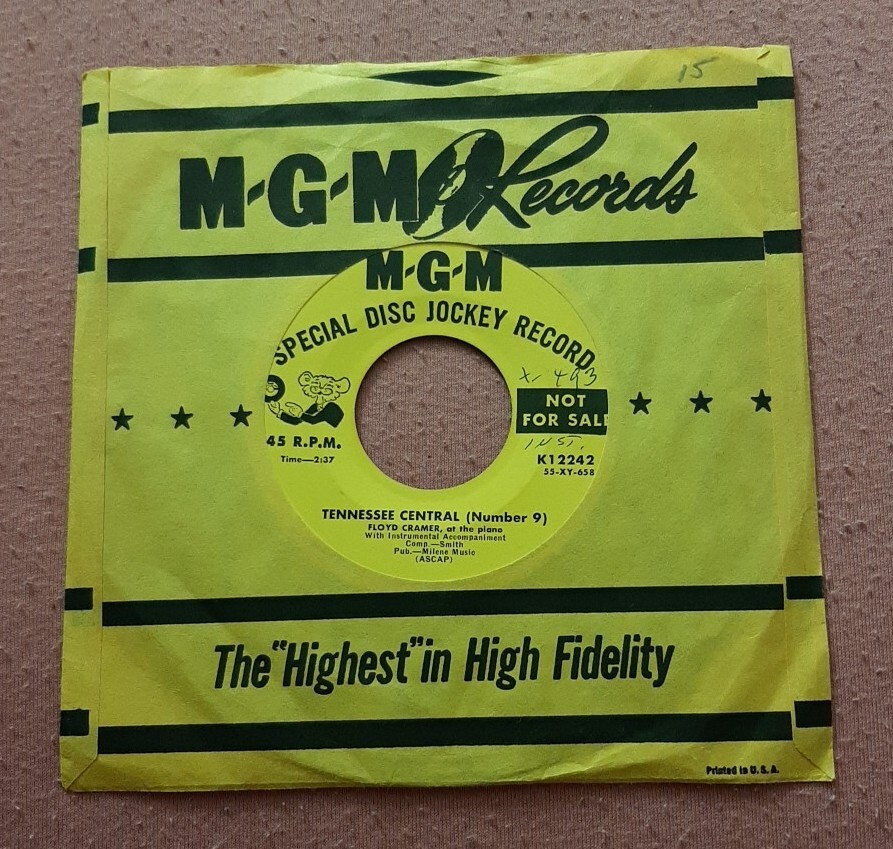 15
M-G-M Records
M-G-M
SPECIAL DISC JOCKEY RECORD
X-493
NOT
FOR SALE
INST.
45 R.P.M.
Time—2:37
K12242
55-XY-658
TENNESSEE CENTRAL (Number 9)
FLOYD CRAMER, at the piano
With Instrumental Accompaniment
Comp.—Smith
Pub.—Milene Music
(ASCAP)
The "Highest" in High Fidelity
Printed in U.S.A.